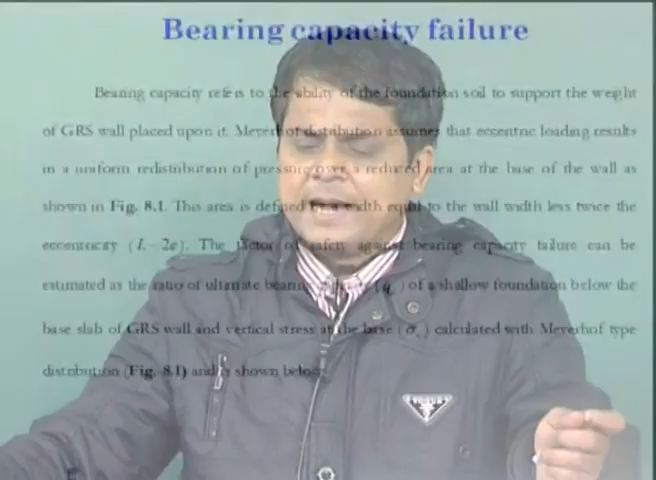 Bearing capacity failure
Bearing capacity refers to the ability of the foundation soil to support the weight
of GRS wall placed upon it. Meyerhof distribution assumes that eccentric loading results
in a uniform redistribution of pressure over a reduced area at the base of the wall as
shown in Fig. 8.1. This area is defined width equal to the wall width less twice the
eccentricity (L - 2e). The factor of safety against bearing capacity failure can be
estimated as the ratio of ultimate bearing of a shallow foundation below the
base slab of GRS wall and vertical stress at the base calculated with Meyerhof type
distribution (Fig. 8.1) and is shown below: